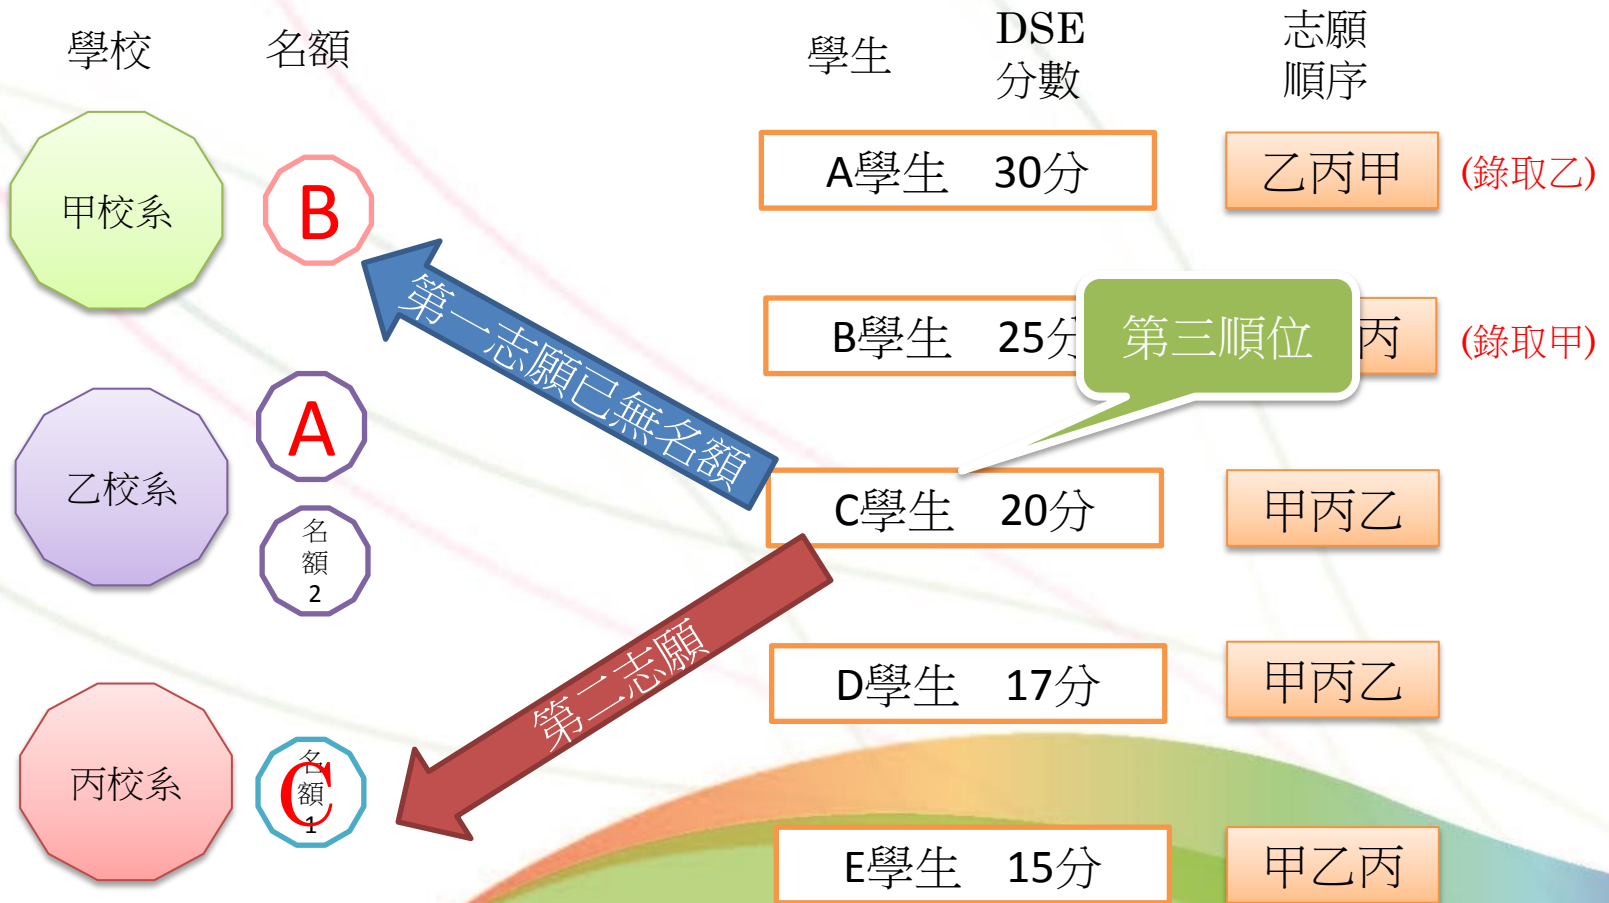 學校
名額
學生
DSE
分數
志願
順序
甲校系
B
A學生 30分
乙丙甲
(錄取乙)
第一志願已無名額
B學生 25分
第三順位
丙
(錄取甲)
乙校系
A
名
額
2
C學生 20分
甲丙乙
第二志願
D學生 17分
甲丙乙
丙校系
名
額
1
C
E學生 15分
甲乙丙